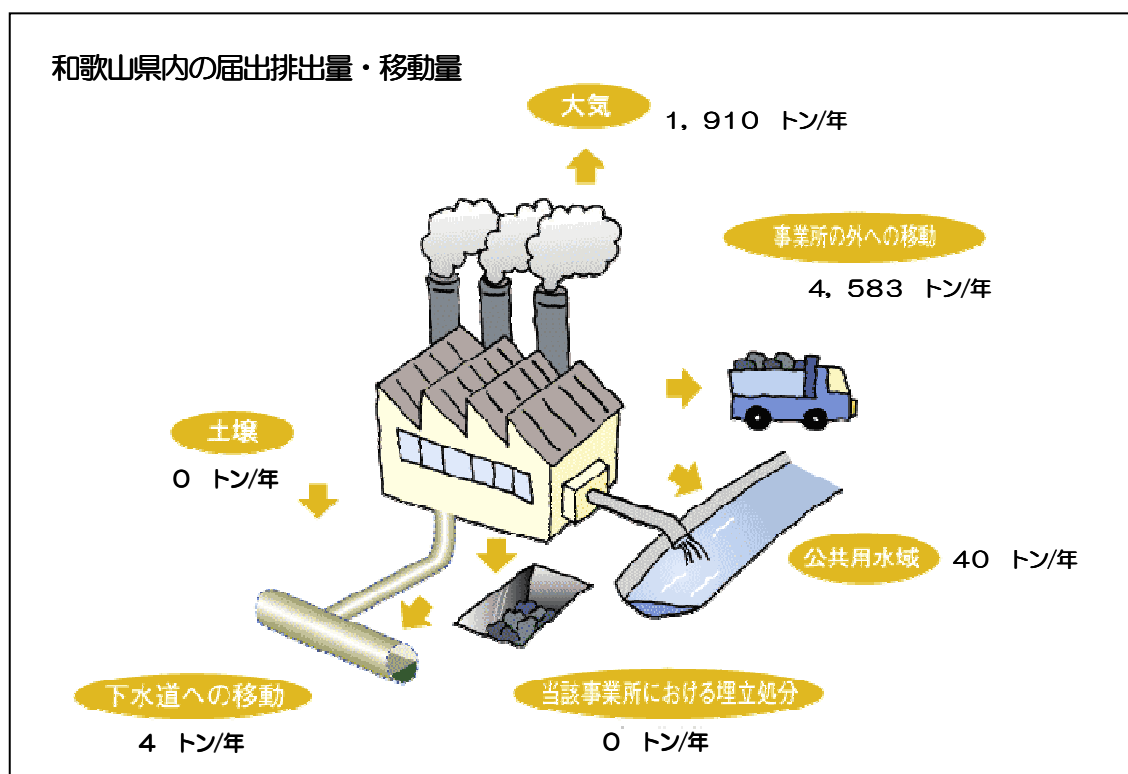 和歌山県内の届出排出量・移動量
大気
１，９１０　トン/年
事業所の外への移動
４，５８３　トン/年
土壌
０　トン/年
公共用水域
４０　トン/年
下水道への移動
４　トン/年
当該事業所における埋立処分
０　トン/年